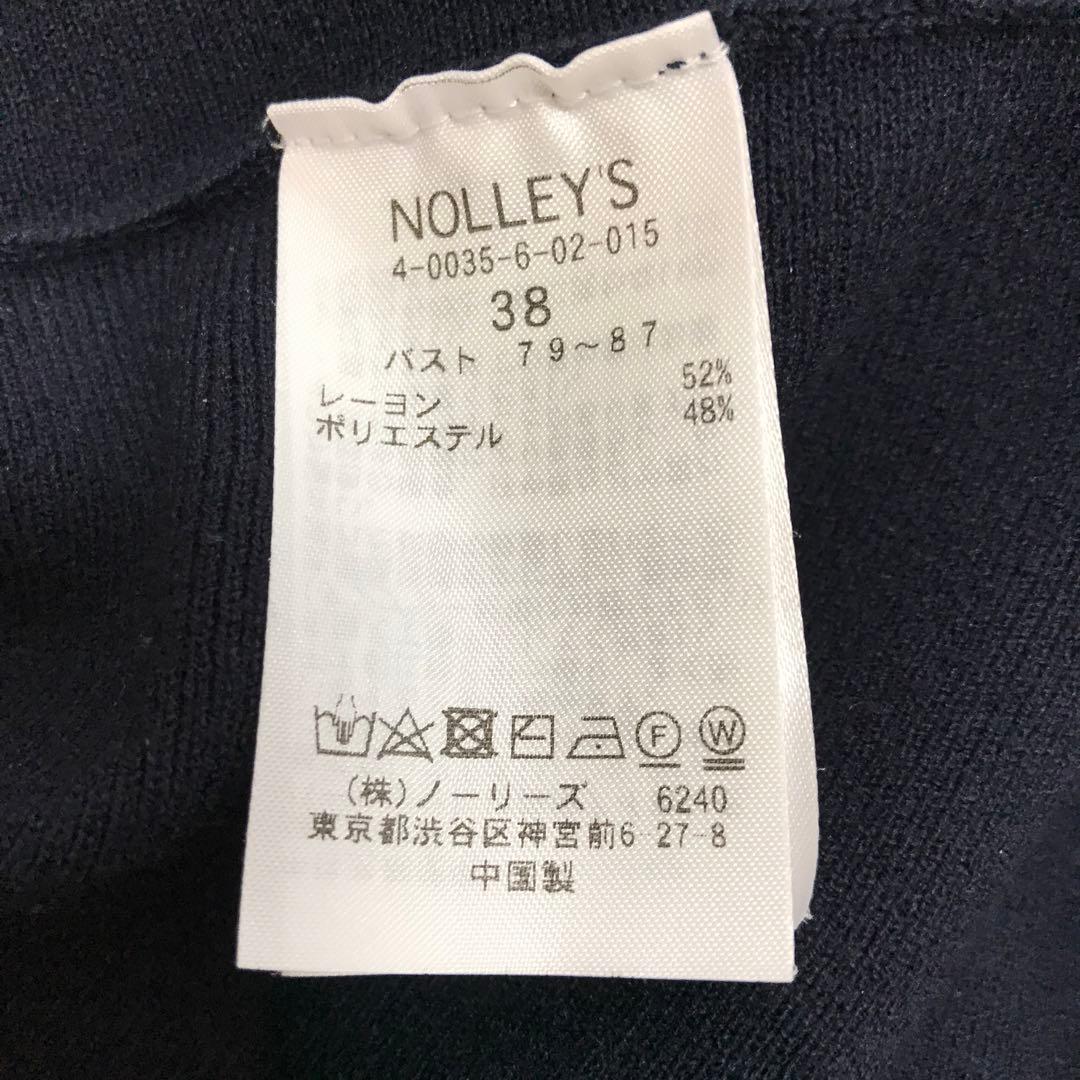 NOLLEY'S
4-0035-6-02-015
38
バスト 79～87
レーヨン 52%
ポリエステル 48%
F W
(株)ノーリーズ 6240
東京都渋谷区神宮前6-27-8
中国製